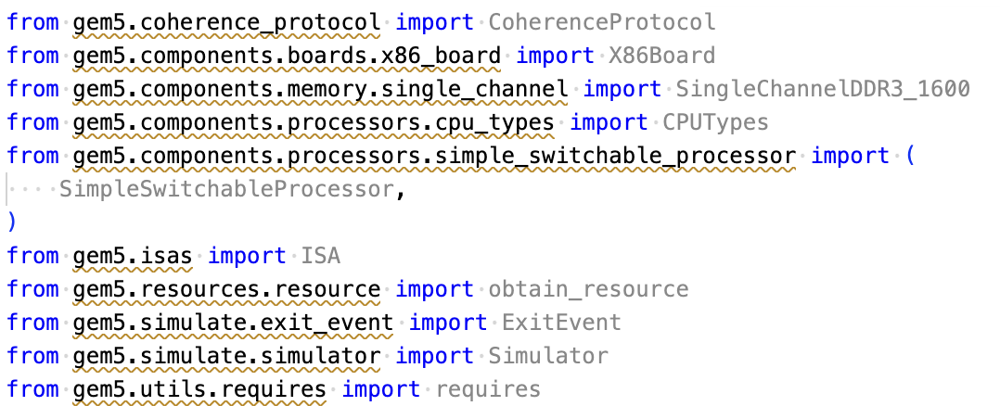 from gem5.coherence_protocol import CoherenceProtocol
from gem5.components.boards.x86_board import X86Board
from gem5.components.memory.single_channel import SingleChannelDDR3_1600
from gem5.components.processors.cpu_types import CPUTypes
from gem5.components.processors.simple_switchable_processor import (
    SimpleSwitchableProcessor,
)
from gem5.isas import ISA
from gem5.resources.resource import obtain_resource
from gem5.simulate.exit_event import ExitEvent
from gem5.simulate.simulator import Simulator
from gem5.utils.requires import requires